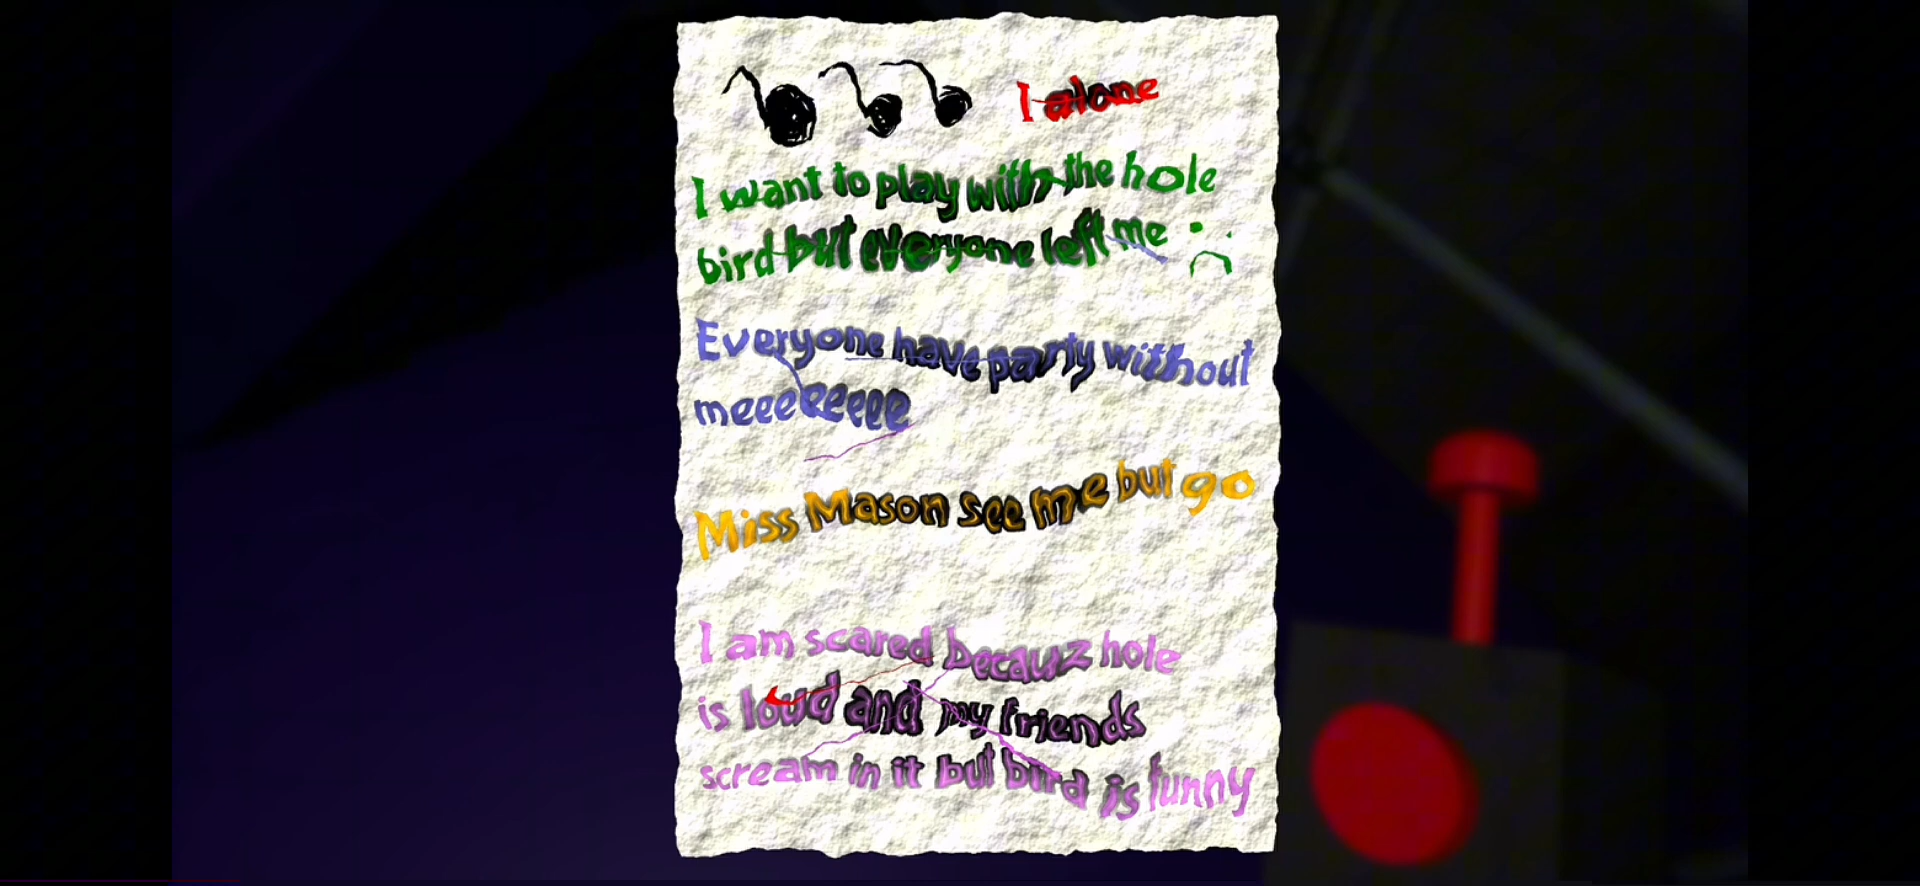 I alone
I want to play with the hole
bird but everyone left me :(
Everyone have party without
meeeeeeee
Miss Mason see me but go
I am scared becauz hole
is loud and my friends
scream in it but bird is funny